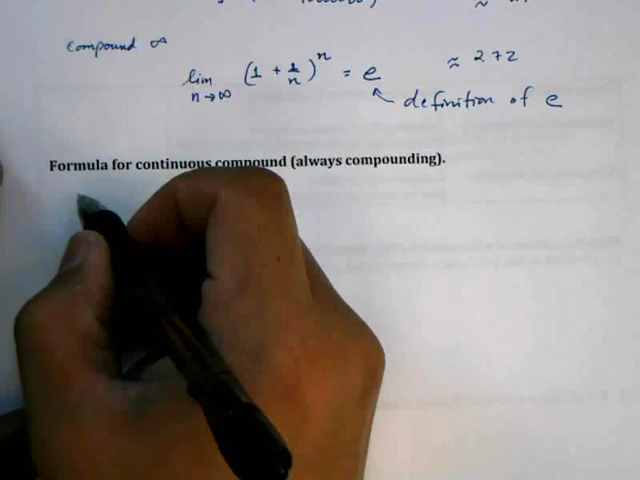 Compound ∞
lim n→∞ (1 + 1/n)^n = e ≈ 2.72
definition of e
Formula for continuous compound (always compounding).